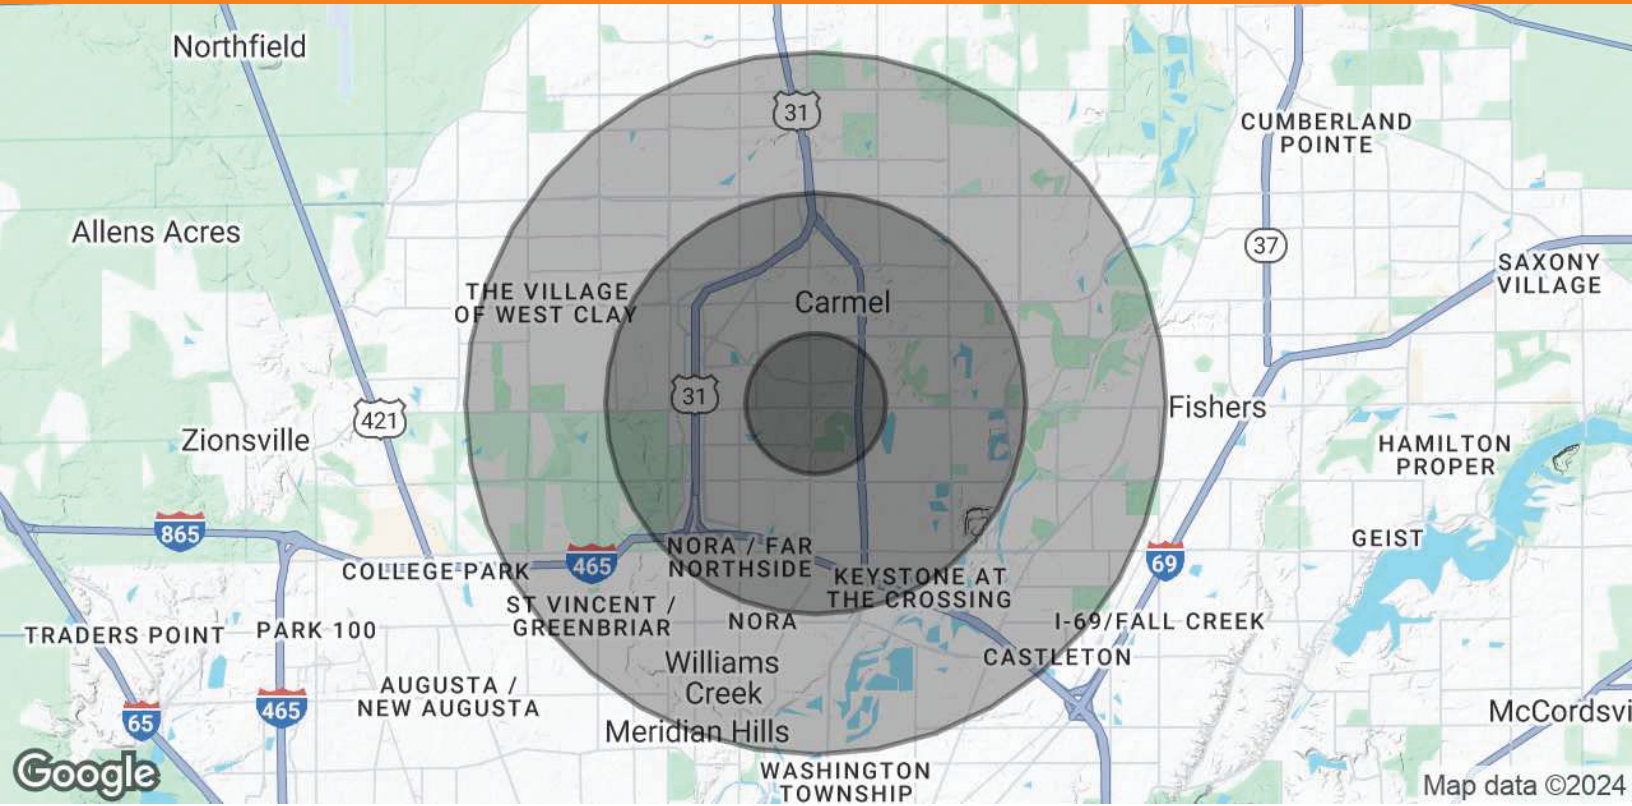 Northfield
31
CUMBERLAND
POINTE
Allens Acres
37
SAXONY
VILLAGE
THE VILLAGE
OF WEST CLAY
Carmel
31
421
Fishers
Zionsville
HAMILTON
PROPER
865
GEIST
NORA / FAR
NORTHSIDE
465
69
COLLEGE PARK
KEYSTONE AT
THE CROSSING
ST VINCENT /
GREENBRIAR
NORA
I-69/FALL CREEK
TRADERS POINT
PARK 100
CASTLETON
Williams
Creek
AUGUSTA /
NEW AUGUSTA
65
465
McCordsvi
Meridian Hills
Google
WASHINGTON
TOWNSHIP
Map data ©2024